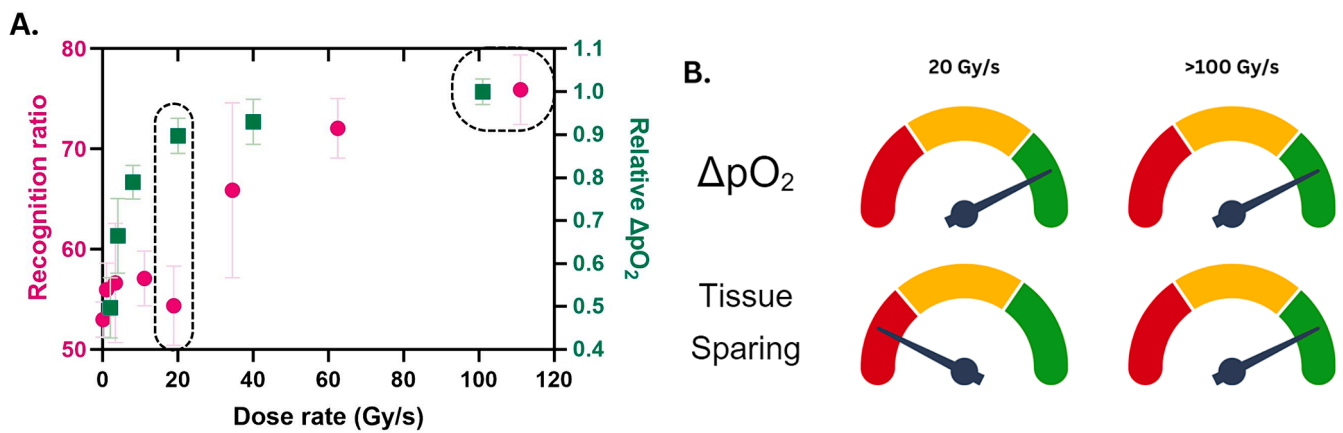 A.
Recognition ratio
80
70
60
50
1.1
1.0
0.9
0.8
0.7
0.6
0.5
0.4
Relative ΔpO₂
0 20 40 60 80 100 120
Dose rate (Gy/s)
B.
20 Gy/s >100 Gy/s
ΔpO₂
Tissue
Sparing